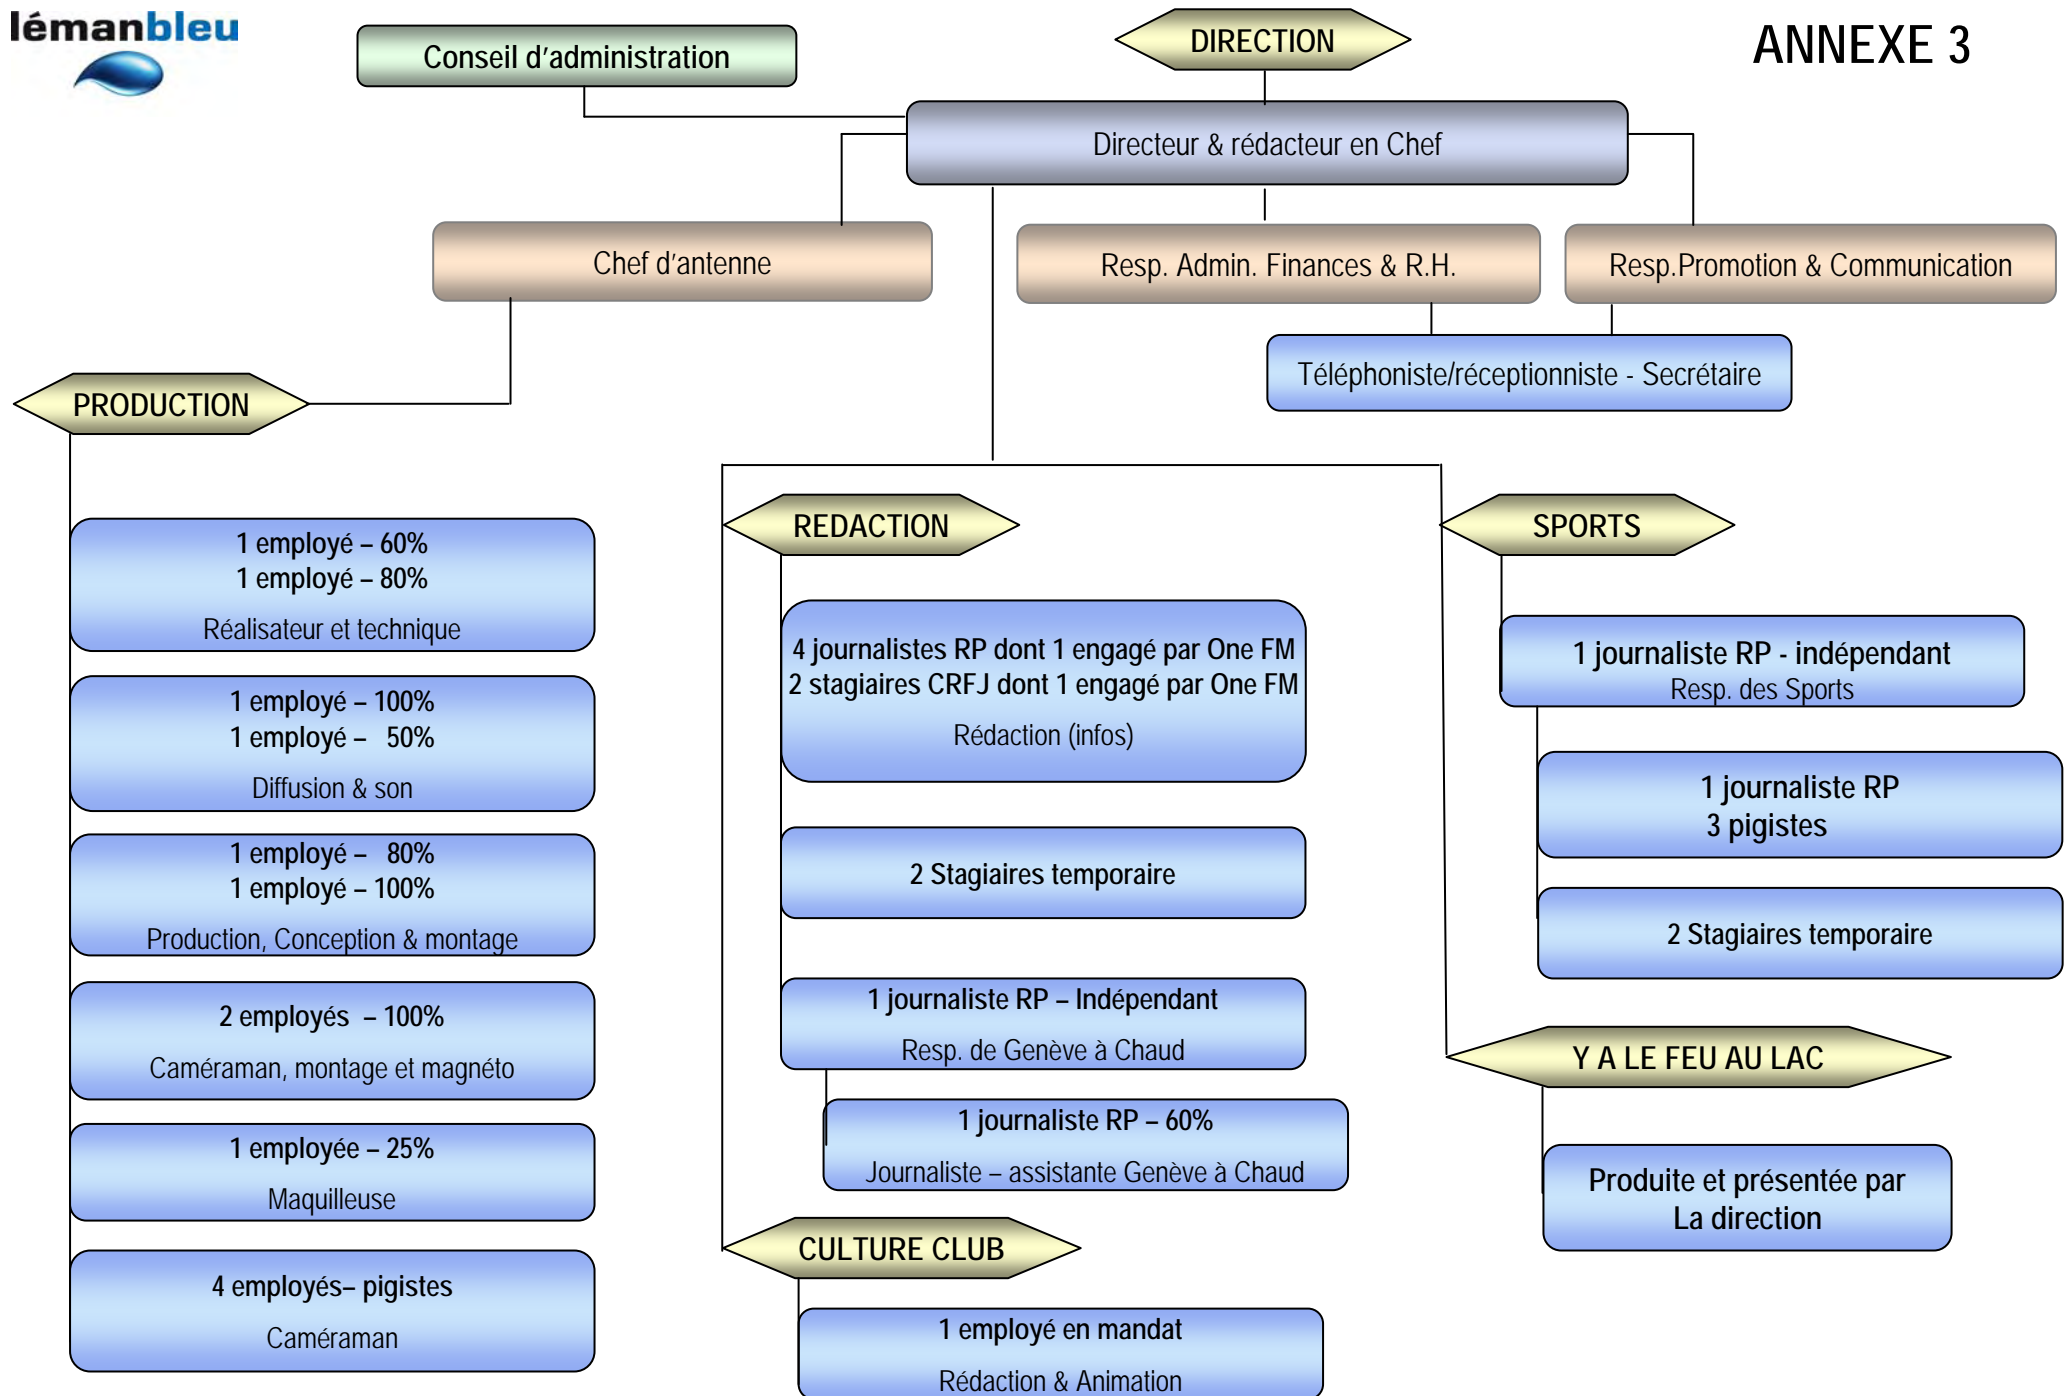 lémanbleu
Conseil d'administration
DIRECTION
ANNEXE 3
Directeur & rédacteur en Chef
Chef d'antenne
Resp. Admin. Finances & R.H.
Resp.Promotion & Communication
Téléphoniste/réceptionniste - Secrétaire
PRODUCTION
1 employé – 60%
1 employé – 80%
Réalisateur et technique
1 employé – 100%
1 employé – 50%
Diffusion & son
1 employé – 80%
1 employé – 100%
Production, Conception & montage
2 employés – 100%
Caméraman, montage et magnéto
1 employée – 25%
Maquilleuse
4 employés– pigistes
Caméraman
REDACTION
4 journalistes RP dont 1 engagé par One FM
2 stagiaires CRFJ dont 1 engagé par One FM
Rédaction (infos)
2 Stagiaires temporaire
1 journaliste RP – Indépendant
Resp. de Genève à Chaud
1 journaliste RP – 60%
Journaliste – assistante Genève à Chaud
CULTURE CLUB
1 employé en mandat
Rédaction & Animation
SPORTS
1 journaliste RP - indépendant
Resp. des Sports
1 journaliste RP
3 pigistes
2 Stagiaires temporaire
Y A LE FEU AU LAC
Produite et présentée par
La direction